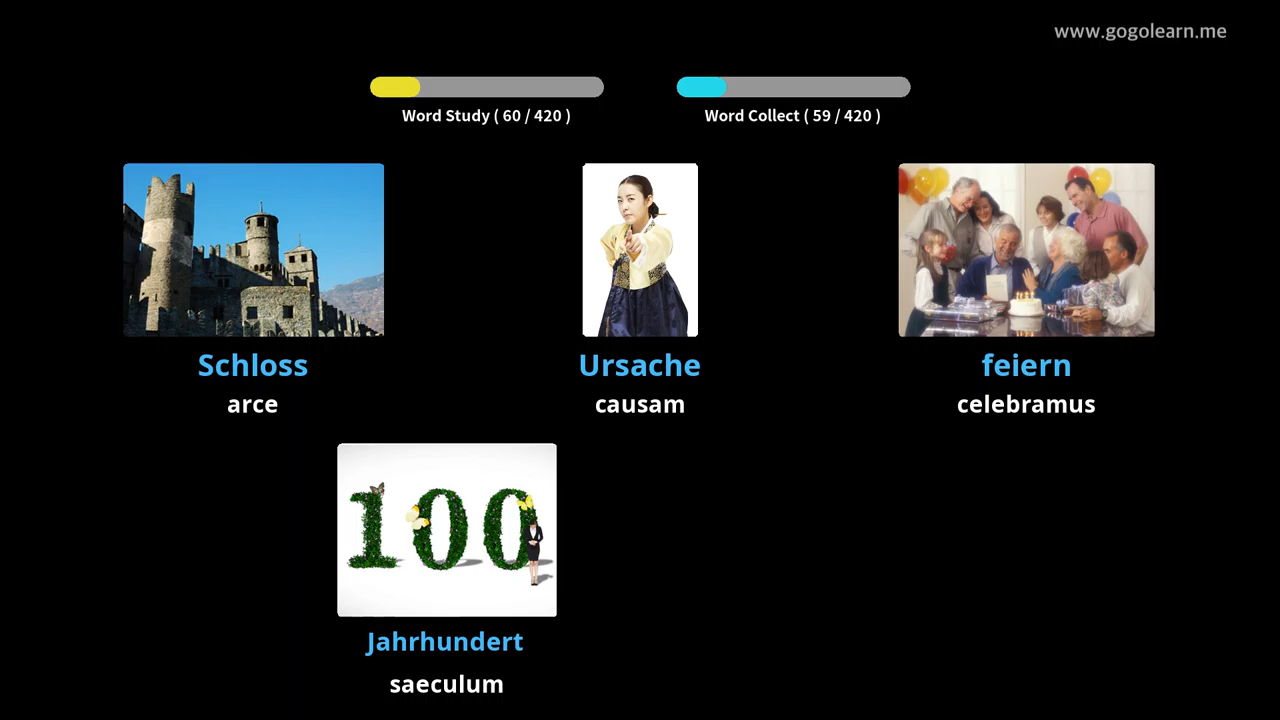 www.gogolearn.me
Word Study ( 60 / 420 )
Word Collect ( 59 / 420 )
Schloss
arce
Ursache
causam
feiern
celebramus
100
Jahrhundert
saeculum